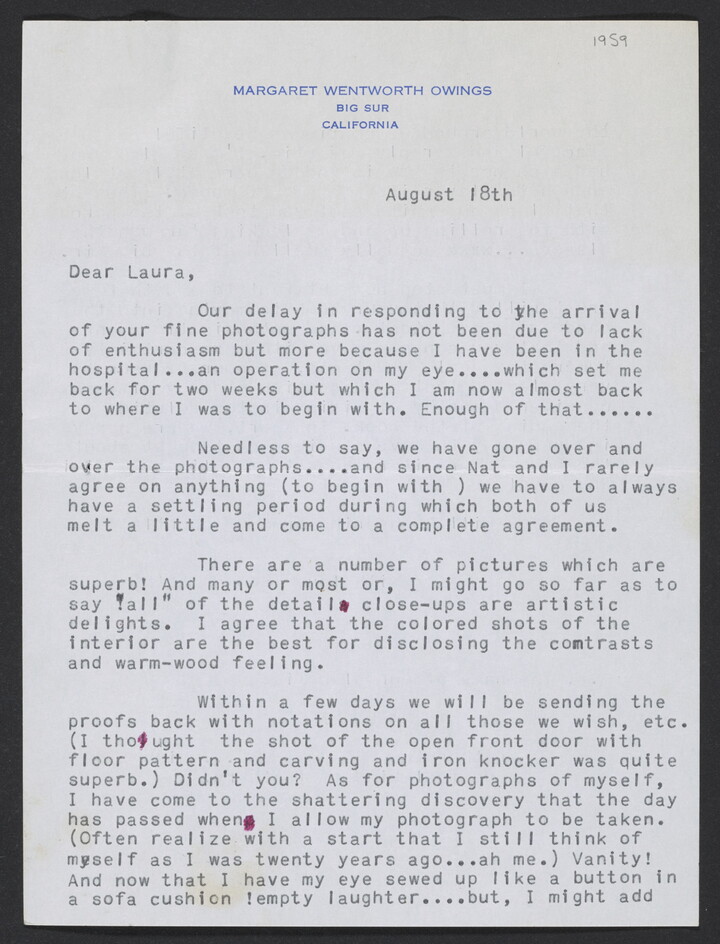 1959
MARGARET WENTWORTH OWINGS
BIG SUR
CALIFORNIA
August 18th
Dear Laura,
Our delay in responding to the arrival
of your fine photographs has not been due to lack
of enthusiasm but more because I have been in the
hospital...an operation on my eye....which set me
back for two weeks but which I am now almost back
to where I was to begin with. Enough of that......
Needless to say, we have gone over and
over the photographs....and since Nat and I rarely
agree on anything (to begin with ) we have to always
have a settling period during which both of us
melt a little and come to a complete agreement.
There are a number of pictures which are
superb! And many or most or, I might go so far as to
say "all" of the detail close-ups are artistic
delights. I agree that the colored shots of the
interior are the best for disclosing the contrasts
and warm-wood feeling.
Within a few days we will be sending the
proofs back with notations on all those we wish, etc.
(I thought the shot of the open front door with
floor pattern and carving and iron knocker was quite
superb.) Didn't you? As for photographs of myself,
I have come to the shattering discovery that the day
has passed when I allow my photograph to be taken.
(Often realize with a start that I still think of
myself as I was twenty years ago...ah me.) Vanity!
And now that I have my eye sewed up like a button in
a sofa cushion !empty laughter....but, I might add